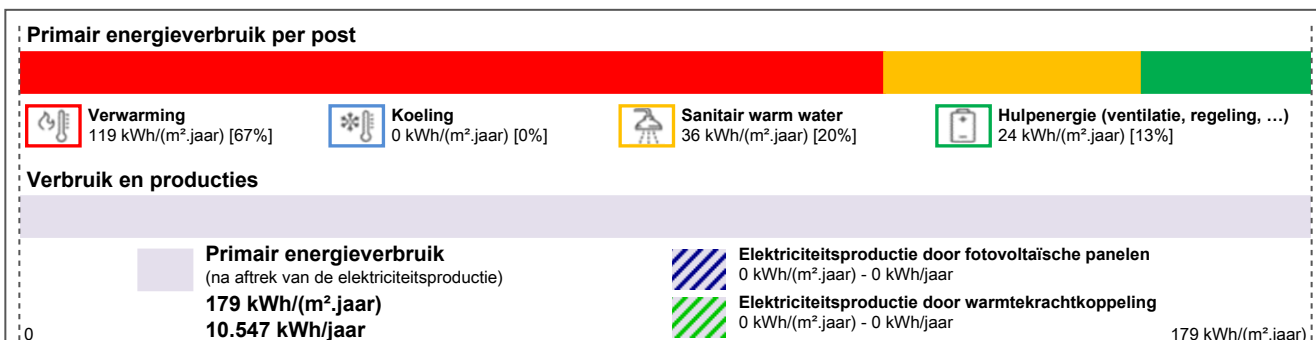 Primair energieverbruik per post
Verwarming
119 kWh/(m².jaar) [67%]
Koeling
0 kWh/(m².jaar) [0%]
Sanitair warm water
36 kWh/(m².jaar) [20%]
Hulpenergie (ventilatie, regeling, …)
24 kWh/(m².jaar) [13%]
Verbruik en producties
Primair energieverbruik
(na aftrek van de elektriciteitsproductie)
179 kWh/(m².jaar)
10.547 kWh/jaar
Elektriciteitsproductie door fotovoltaïsche panelen
0 kWh/(m².jaar) - 0 kWh/jaar
Elektriciteitsproductie door warmtekrachtkoppeling
0 kWh/(m².jaar) - 0 kWh/jaar
0
179 kWh/(m².jaar)